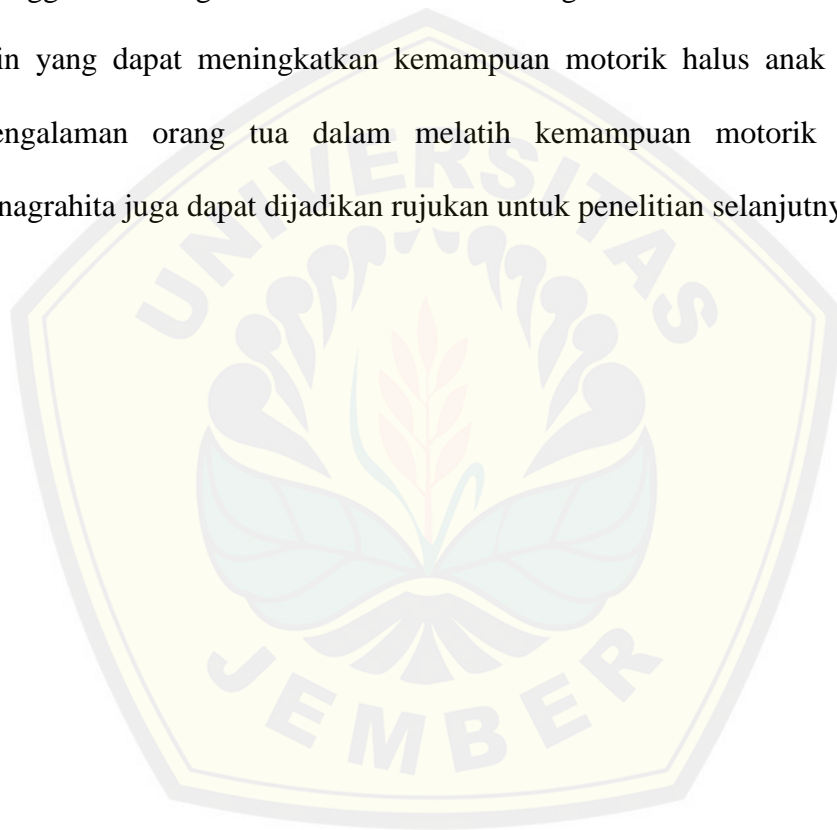 in yang dapat meningkatkan kemampuan motorik halus anak
engalaman orang tua dalam melatih kemampuan motorik
nagrahita juga dapat dijadikan rujukan untuk penelitian selanjutny
UNIVERSITAS
JEMBER